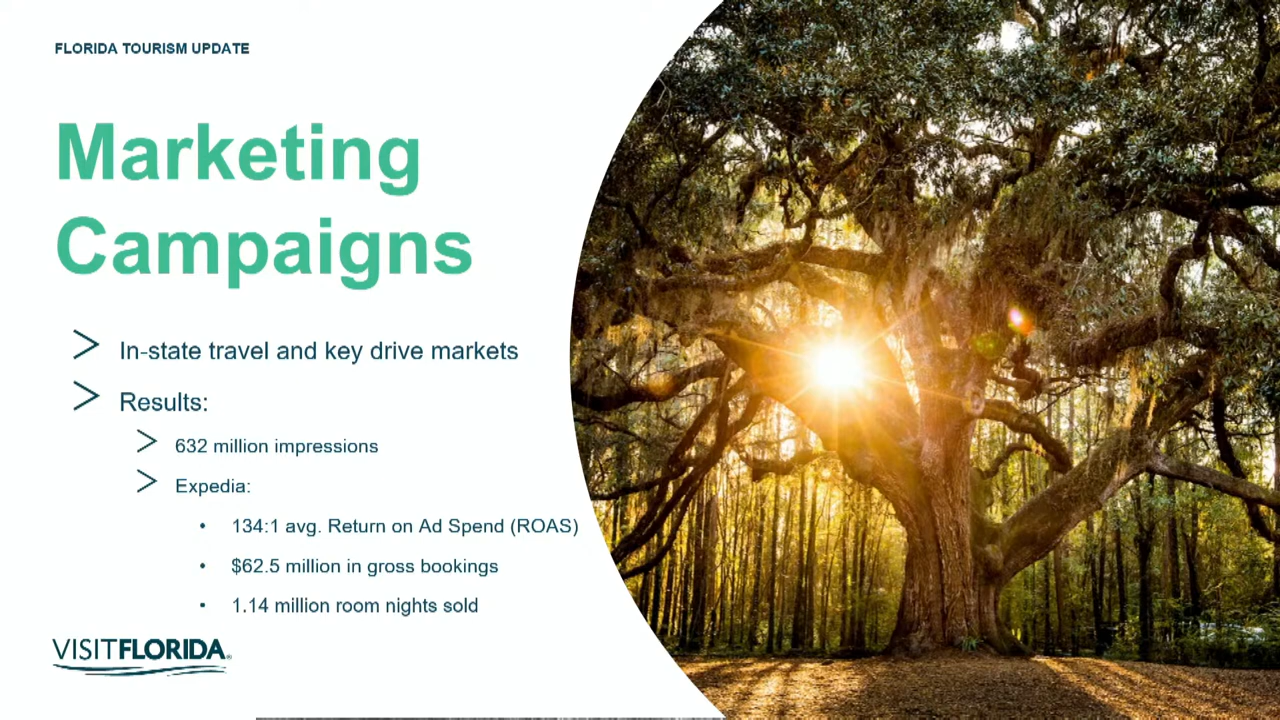 FLORIDA TOURISM UPDATE
Marketing
Campaigns
> In-state travel and key drive markets
> Results:
> 632 million impressions
> Expedia:
• 134:1 avg. Return on Ad Spend (ROAS)
• $62.5 million in gross bookings
• 1.14 million room nights sold
VISITFLORIDA®